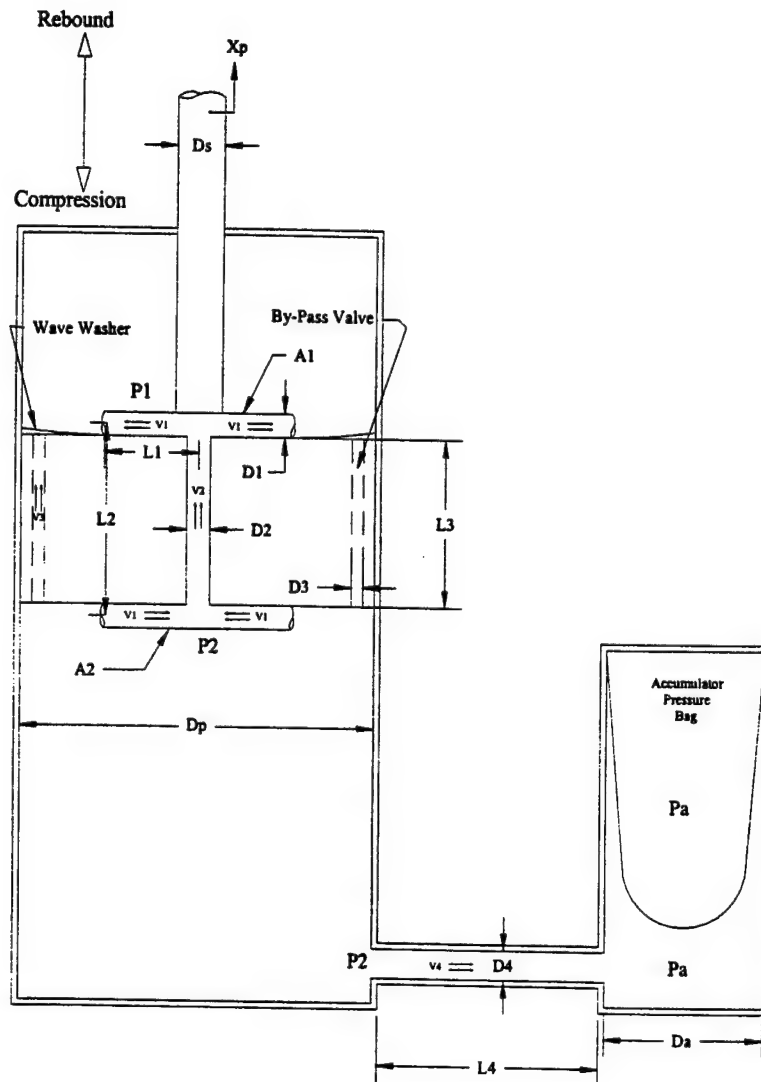 Rebound
Xp
Ds
Compression
Wave Washer
By-Pass Valve
A1
P1
V1
V1
L1
D1
V2
L2
D2
L3
D3
V1
V1
P2
A2
Dp
Accumulator
Pressure
Bag
Pa
P2
V4
D4
Pa
L4
Da